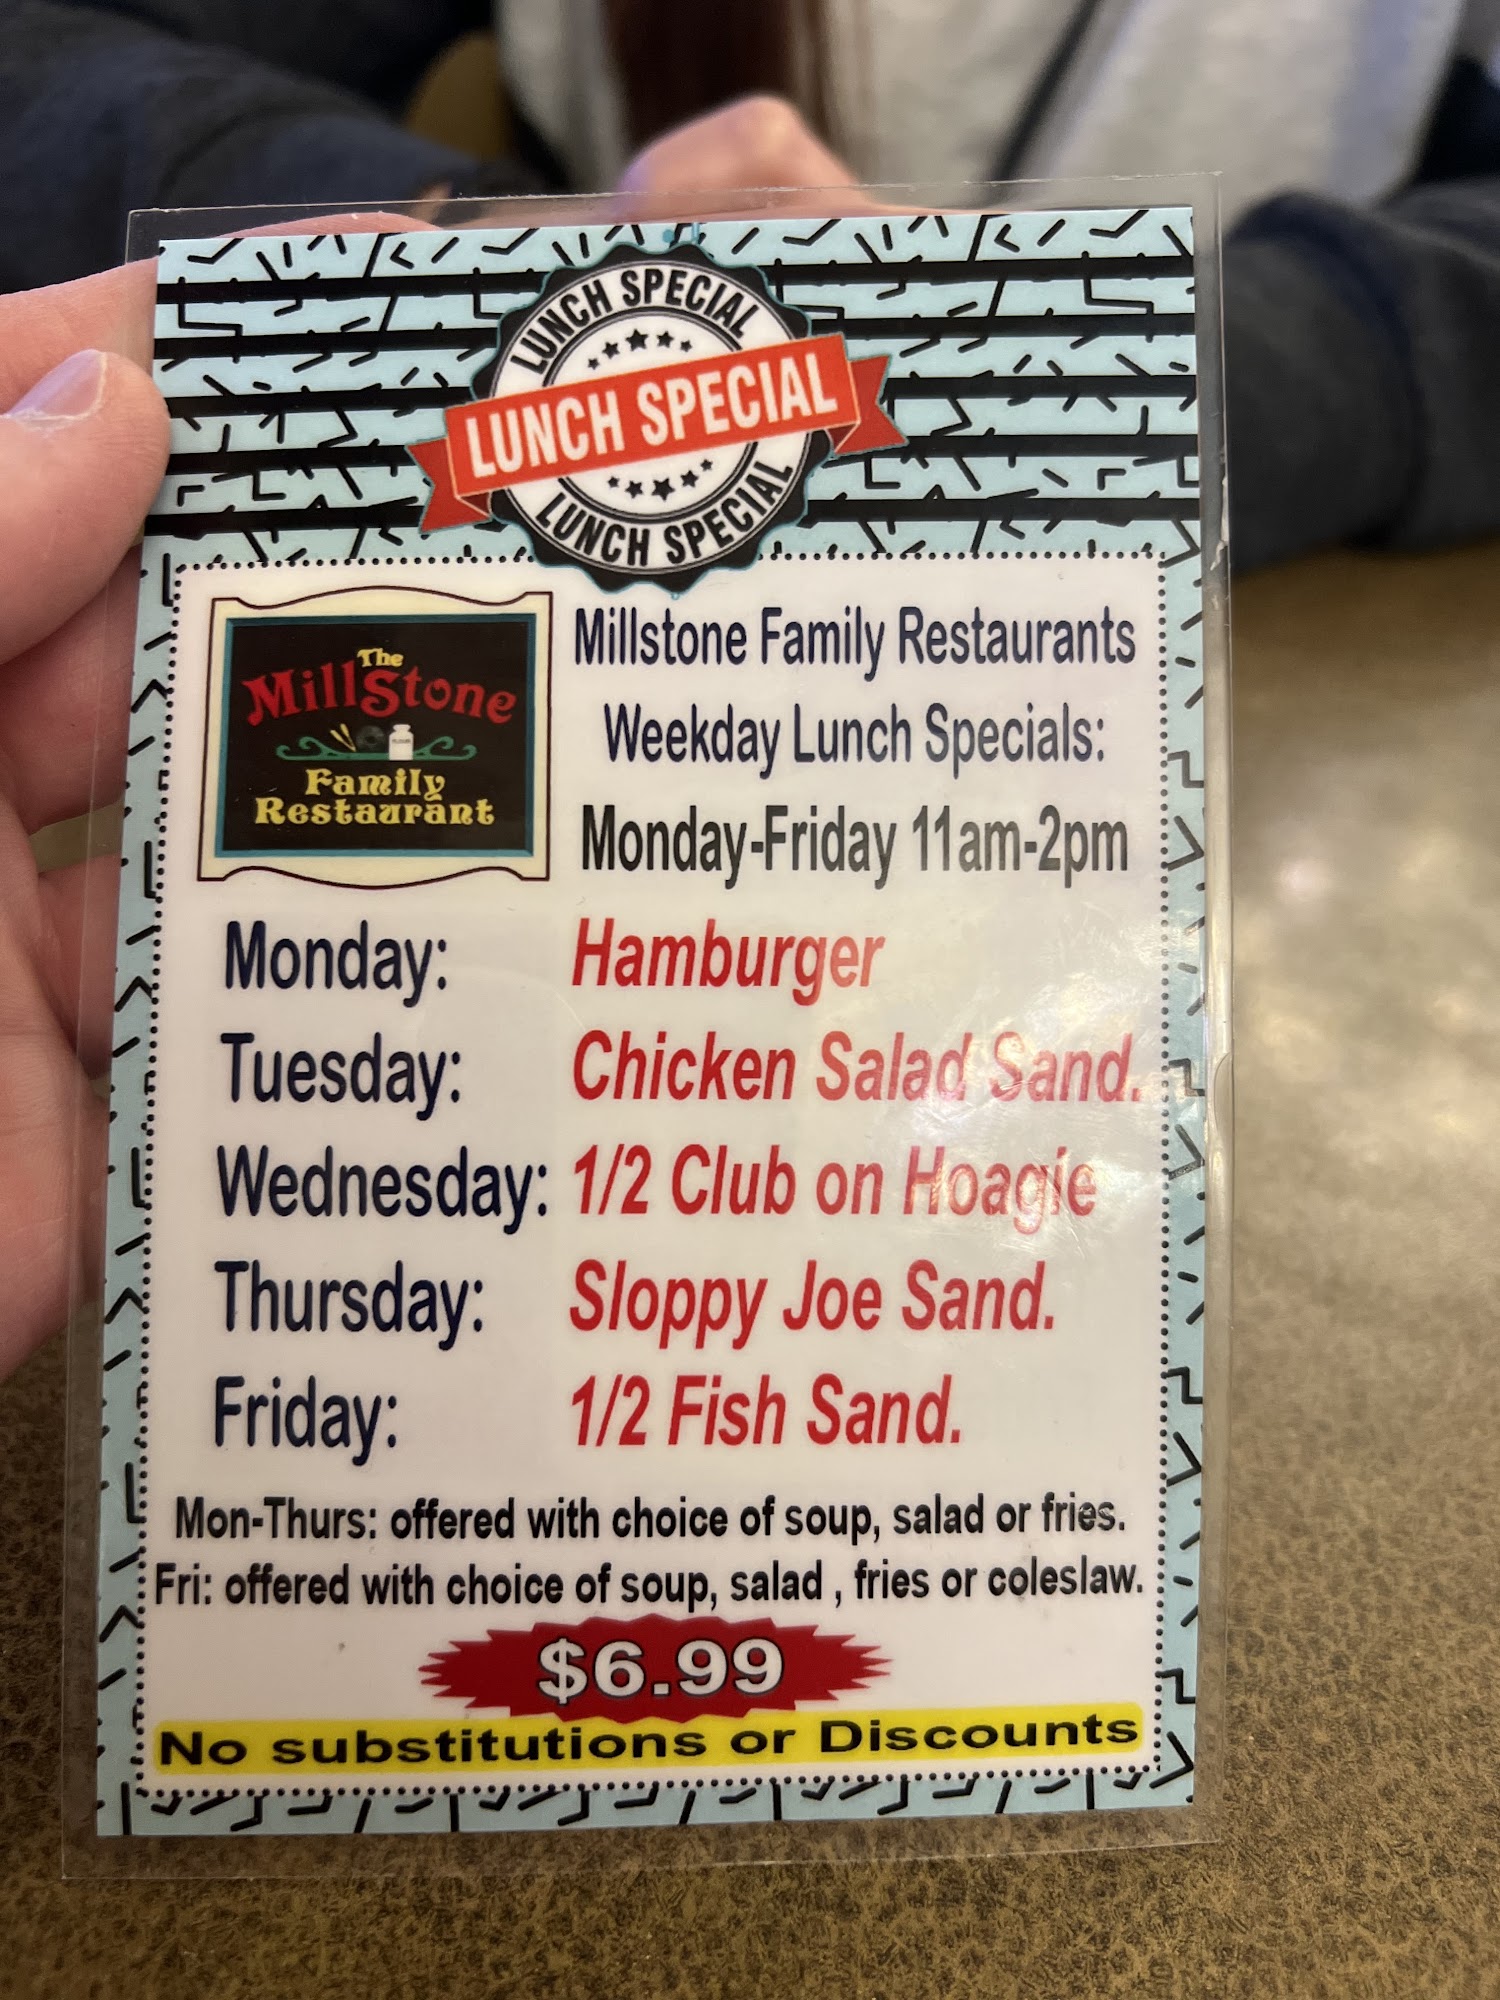 LUNCH SPECIAL
LUNCH SPECIAL
LUNCH SPECIAL
The
Millstone
Family
Restaurant
Millstone Family Restaurants
Weekday Lunch Specials:
Monday-Friday 11am-2pm
Monday: Hamburger
Tuesday: Chicken Salad Sand.
Wednesday: 1/2 Club on Hoagie
Thursday: Sloppy Joe Sand.
Friday: 1/2 Fish Sand.
Mon-Thurs: offered with choice of soup, salad or fries.
Fri: offered with choice of soup, salad , fries or coleslaw.
$6.99
No substitutions or Discounts